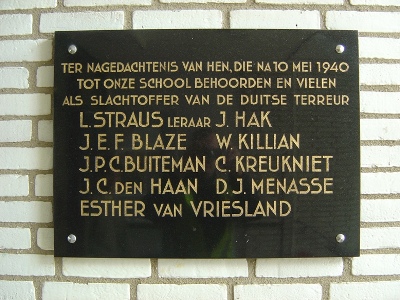 TER NAGEDACHTENIS VAN HEN, DIE NA 10 MEI 1940
TOT ONZE SCHOOL BEHOORDEN EN VIELEN
ALS SLACHTOFFER VAN DE DUITSE TERREUR
L. STRAUS LERAAR J. HAK
J.E.F. BLAZE W. KILLIAN
J.P.C. BUITEMAN C. KREUKNIET
J.C. DEN HAAN D.J. MENASSE
ESTHER VAN VRIESLAND